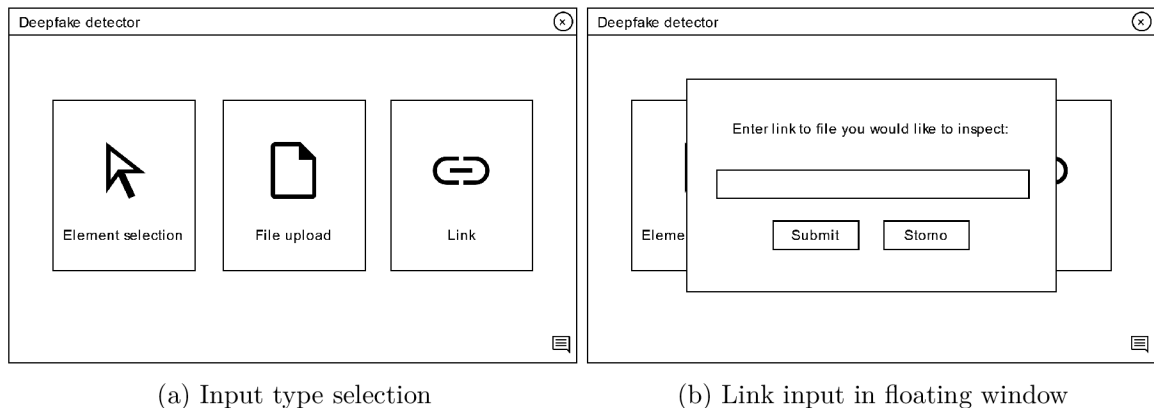 Deepfake detector
Element selection
File upload
Link
(a) Input type selection
Deepfake detector
Enter link to file you would like to inspect:
Eleme
Submit
Storno
(b) Link input in floating window